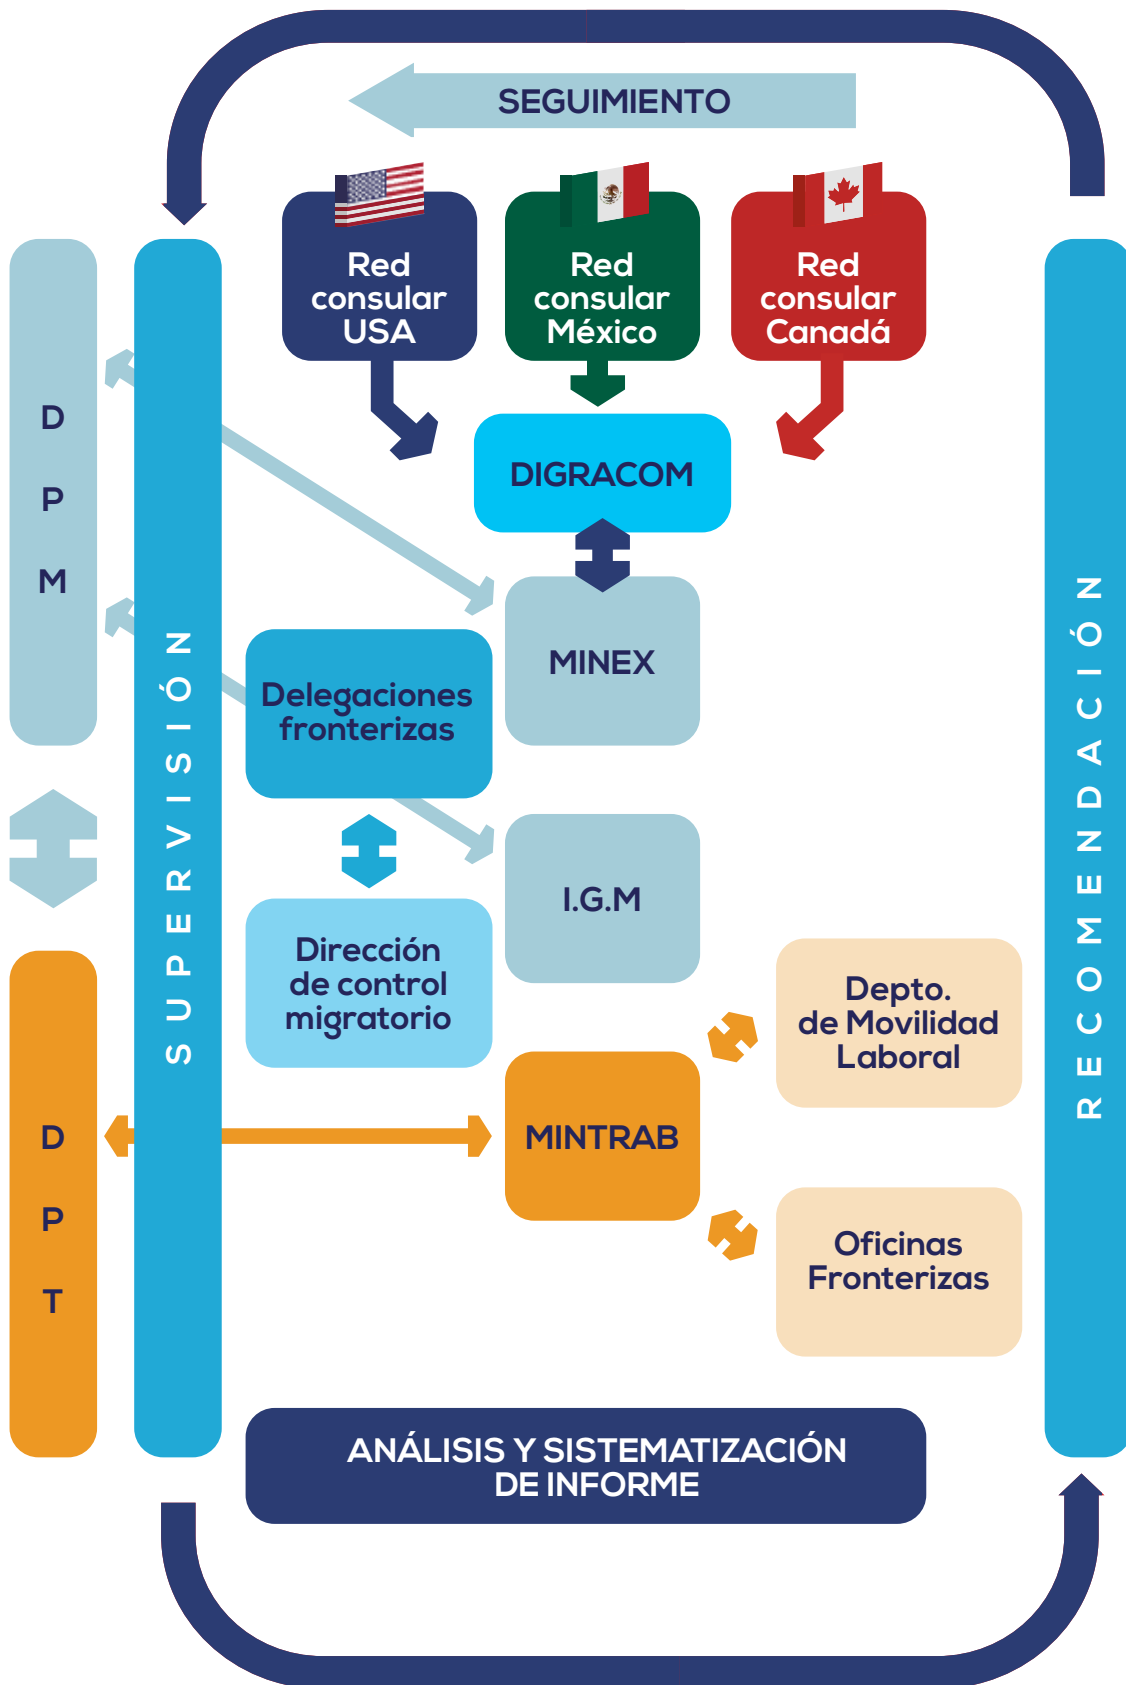 SEGUIMIENTO
Red
consular
USA
Red
consular
México
Red
consular
Canadá
DIGRACOM
D
P
M
SUPERVISIÓN
Delegaciones
fronterizas
MINEX
RECOMENDACIÓN
I.G.M
Dirección
de control
migratorio
Depto.
de Movilidad
Laboral
D
P
T
MINTRAB
Oficinas
Fronterizas
ANÁLISIS Y SISTEMATIZACIÓN
DE INFORME